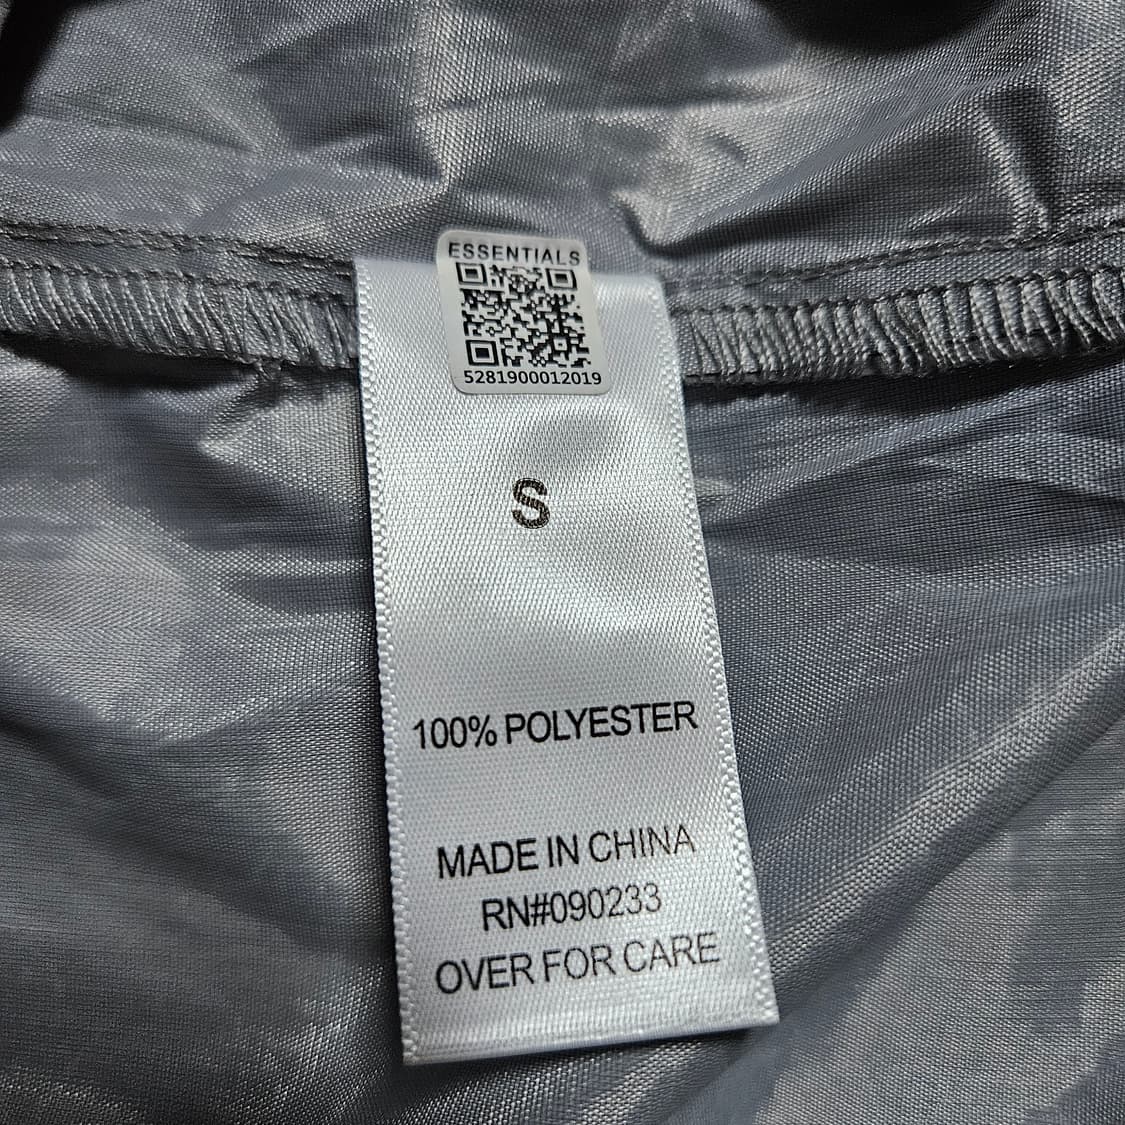 ESSENTIALS
5281900012019
S
100% POLYESTER
MADE IN CHINA
RN#090233
OVER FOR CARE